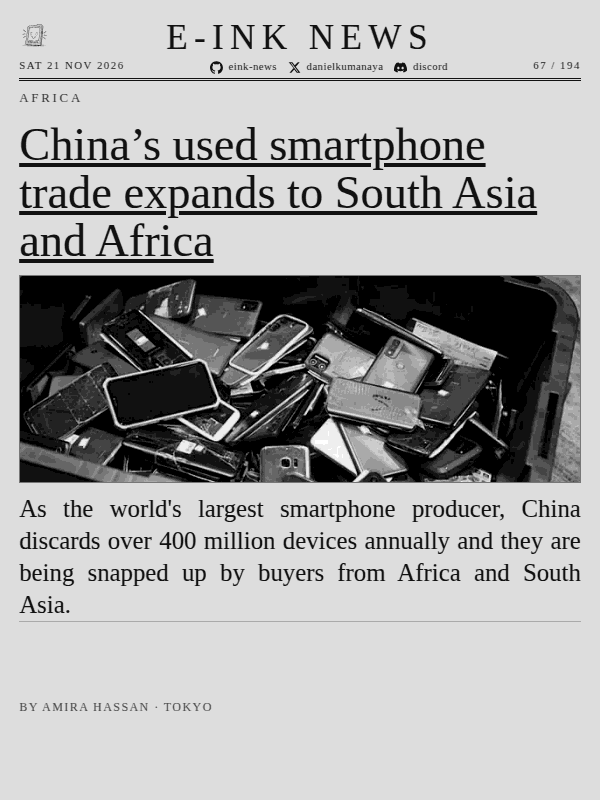 E-INK NEWS
SAT 21 NOV 2026
eink-news danielkumanaya discord
67 / 194
AFRICA
China’s used smartphone
trade expands to South Asia
and Africa
As the world's largest smartphone producer, China
discards over 400 million devices annually and they are
being snapped up by buyers from Africa and South
Asia.
BY AMIRA HASSAN · TOKYO